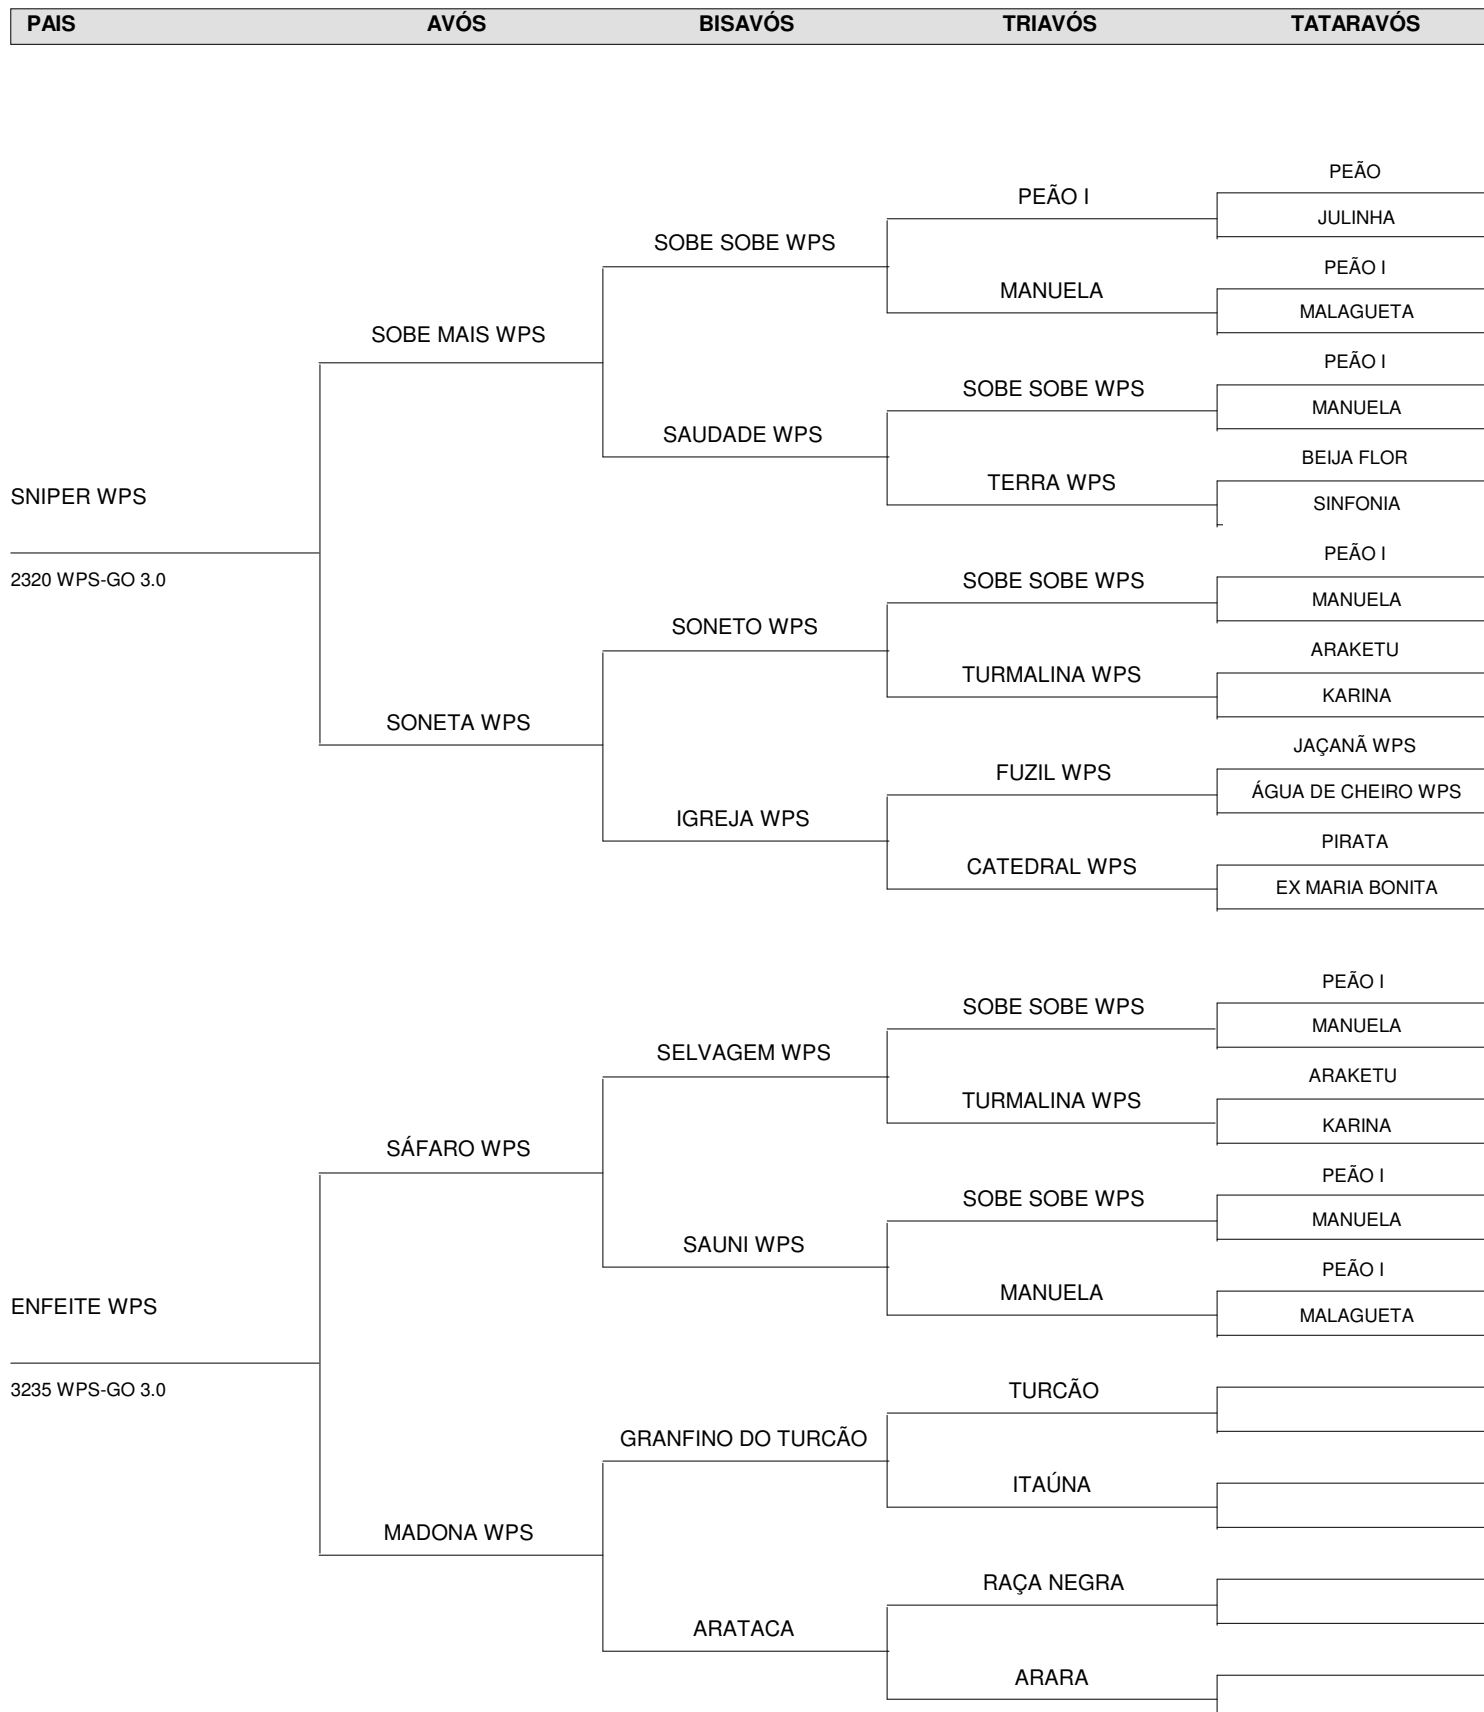 PAIS AVÓS BISAVÓS TRIAVÓS TATARAVÓS
PEÃO
PEÃO I
JULINHA
SOBE SOBE WPS
PEÃO I
MANUELA
MALAGUETA
SOBE MAIS WPS
PEÃO I
SOBE SOBE WPS
MANUELA
SAUDADE WPS
BEIJA FLOR
TERRA WPS
SNIPER WPS
SINFONIA
PEÃO I
2320 WPS-GO 3.0
SOBE SOBE WPS
MANUELA
SONETO WPS
ARAKETU
TURMALINA WPS
KARINA
SONETA WPS
JAÇANÃ WPS
FUZIL WPS
ÁGUA DE CHEIRO WPS
IGREJA WPS
PIRATA
CATEDRAL WPS
EX MARIA BONITA
PEÃO I
SOBE SOBE WPS
MANUELA
SELVAGEM WPS
ARAKETU
TURMALINA WPS
KARINA
SÁFARO WPS
PEÃO I
SOBE SOBE WPS
MANUELA
SAUNI WPS
PEÃO I
MANUELA
ENFEITE WPS
MALAGUETA
3235 WPS-GO 3.0
TURCÃO
GRANFINO DO TURCÃO
ITAÚNA
MADONA WPS
RAÇA NEGRA
ARATACA
ARARA